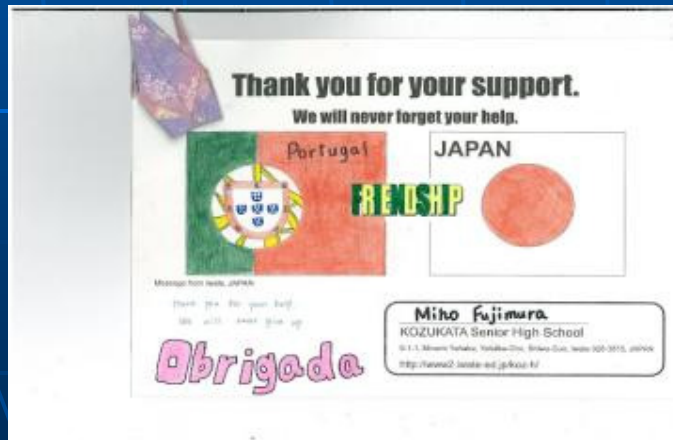 Thank you for your support.
We will never forget your help.
Portugal
JAPAN
Message from Iwate, JAPAN
Thank you for your help
We will never give up
Obrigada
Miho Fujimura
KOZUKATA Senior High School